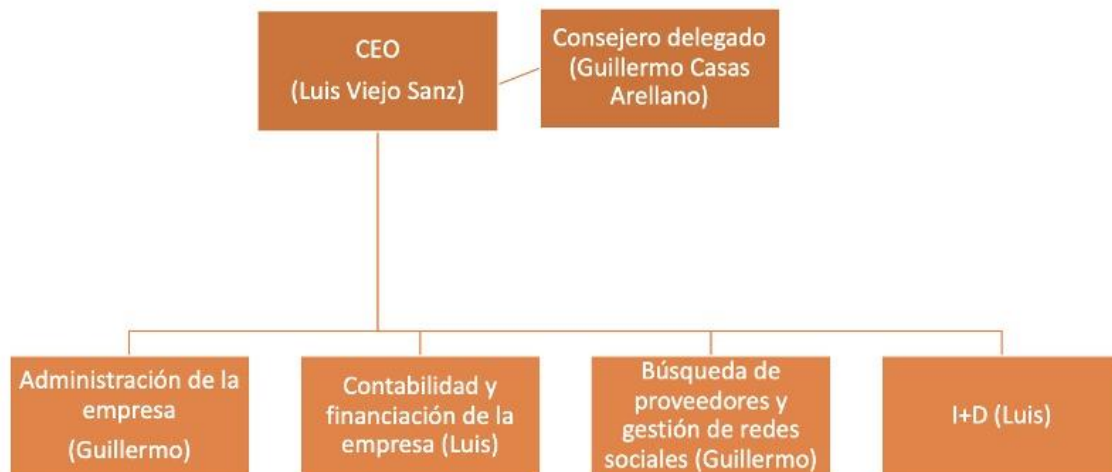 CEO
(Luis Viejo Sanz)
Consejero delegado
(Guillermo Casas
Arellano)
Administración de la
empresa
(Guillermo)
Contabilidad y
financiación de la
empresa (Luis)
Búsqueda de
proveedores y
gestión de redes
sociales (Guillermo)
I+D (Luis)